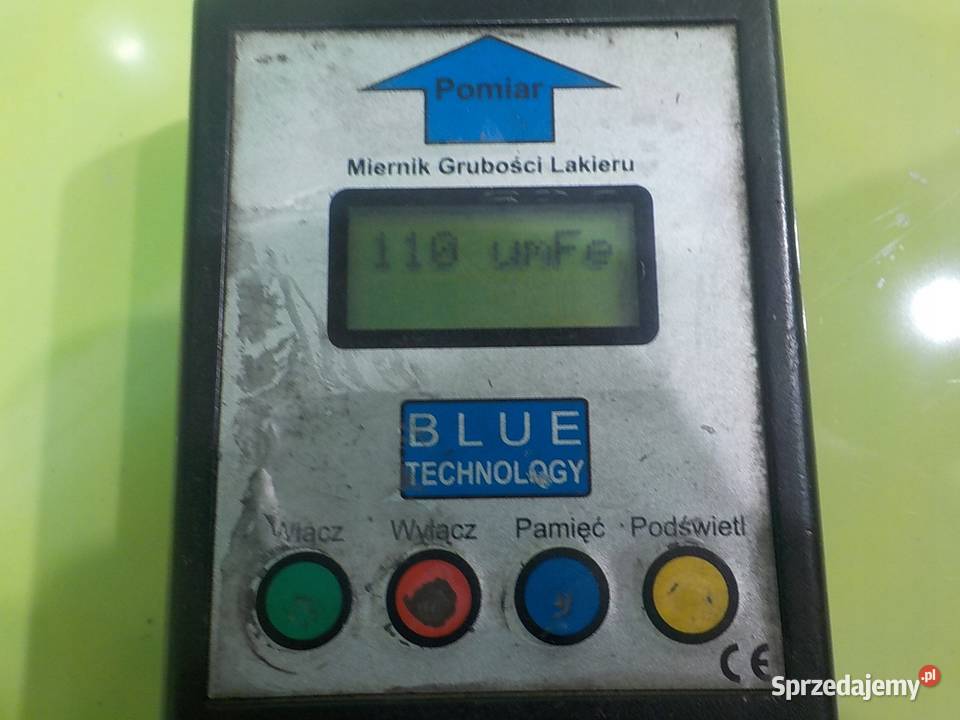 Pomiar
Miernik Grubości Lakieru
110 umFe
BLUE
TECHNOLOGY
Włącz Wyłącz Pamięć Podświetl
CE
Sprzedajemy.pl